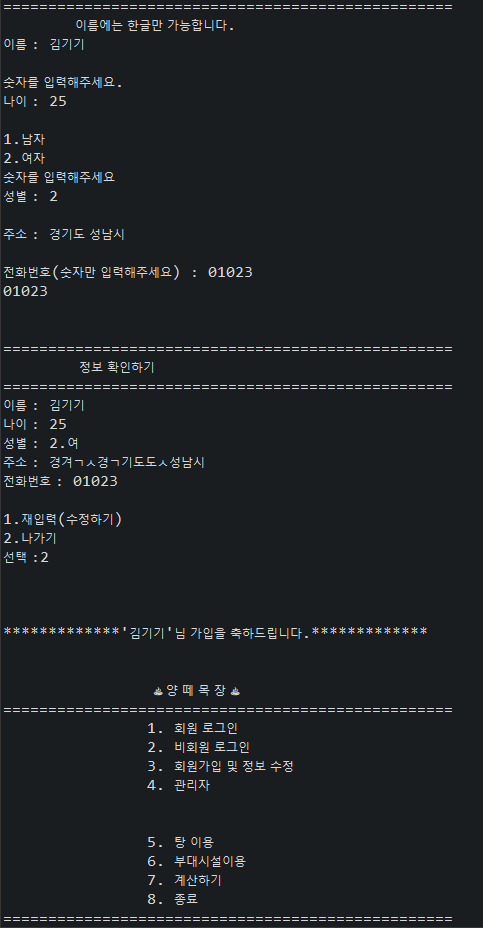 ==================================================
이름에는 한글만 가능합니다.
이름 : 김기기
숫자를 입력해주세요.
나이 : 25
1.남자
2.여자
숫자를 입력해주세요
성별 : 2
주소 : 경기도 성남시
전화번호(숫자만 입력해주세요) : 01023
01023
==================================================
정보 확인하기
==================================================
이름 : 김기기
나이 : 25
성별 : 2.여
주소 : 경겨ㄱㅅ경ㄱ기도도ㅅ성남시
전화번호 : 01023
1.재입력(수정하기)
2.나가기
선택 :2
*************'김기기'님 가입을 축하드립니다.*************
♨양 떼 목 장♨
==================================================
1. 회원 로그인
2. 비회원 로그인
3. 회원가입 및 정보 수정
4. 관리자
5. 탕 이용
6. 부대시설이용
7. 계산하기
8. 종료
==================================================